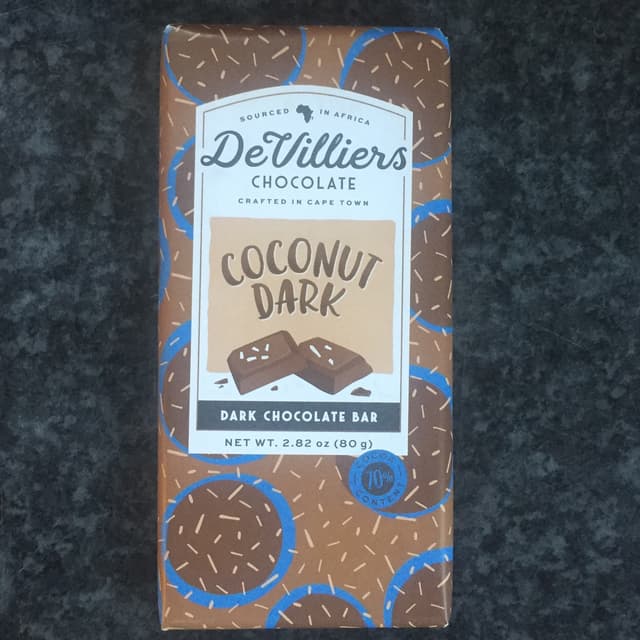 SOURCED IN AFRICA
DeVilliers
CHOCOLATE
CRAFTED IN CAPE TOWN
COCONUT
DARK
DARK CHOCOLATE BAR
NET WT. 2.82 oz (80 g)
COCOA
70%
CONTENT